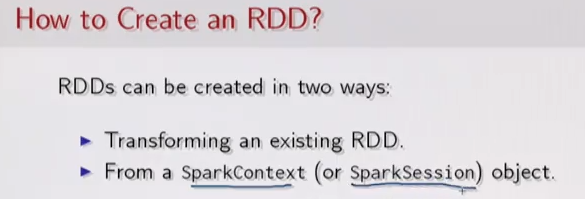 How to Create an RDD?
RDDs can be created in two ways:
Transforming an existing RDD.
From a SparkContext (or SparkSession) object.